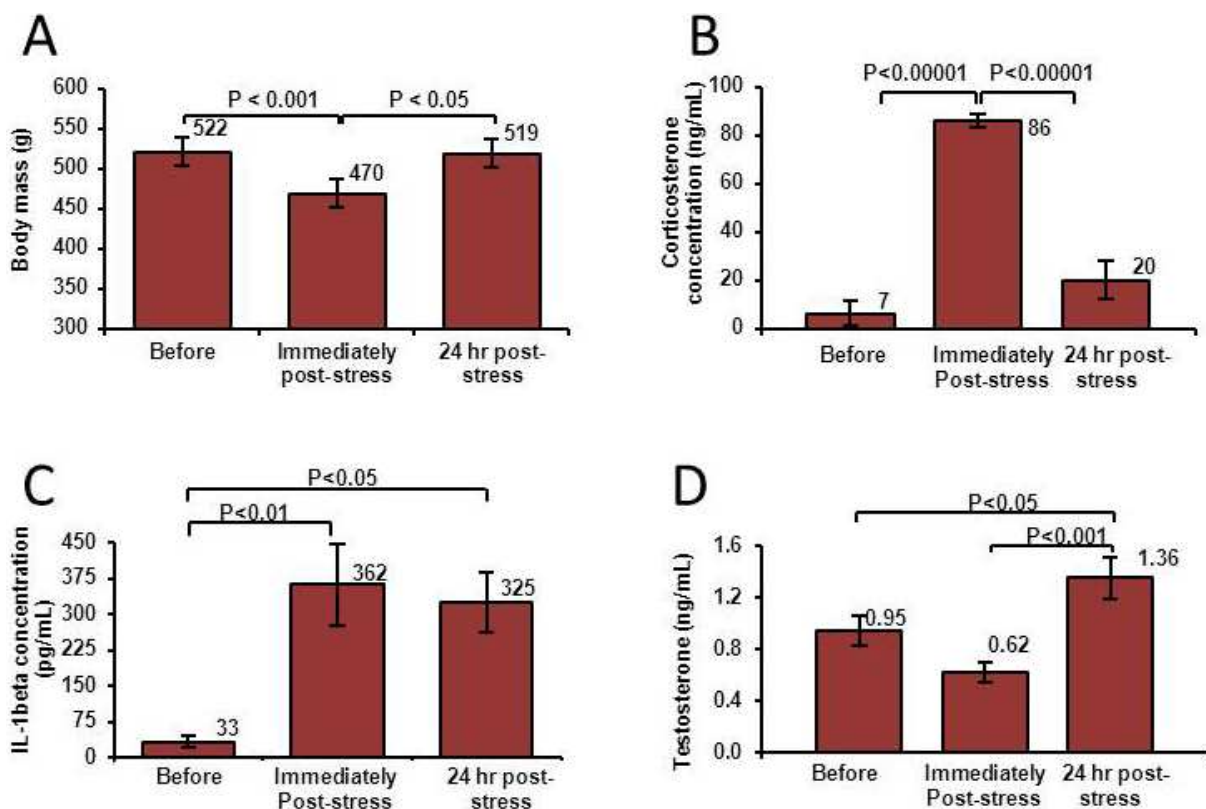 A
Body mass (g)
600
550
500
450
400
350
300
P < 0.001
P < 0.05
522
470
519
Before
Immediately
post-stress
24 hr post-
stress
B
Corticosterone
concentration (ng/mL)
100
80
60
40
20
0
P<0.00001
P<0.00001
7
86
20
Before
Immediately
Post-stress
24 hr post-
stress
C
IL-1beta concentration
(pg/mL)
450
375
300
225
150
75
0
P<0.05
P<0.01
33
362
325
Before
Immediately
Post-stress
24 hr post-
stress
D
Testosterone (ng/mL)
1.6
1.2
0.8
0.4
0.0
P<0.05
P<0.001
0.95
0.62
1.36
Before
Immediately
Post-stress
24 hr post-
stress